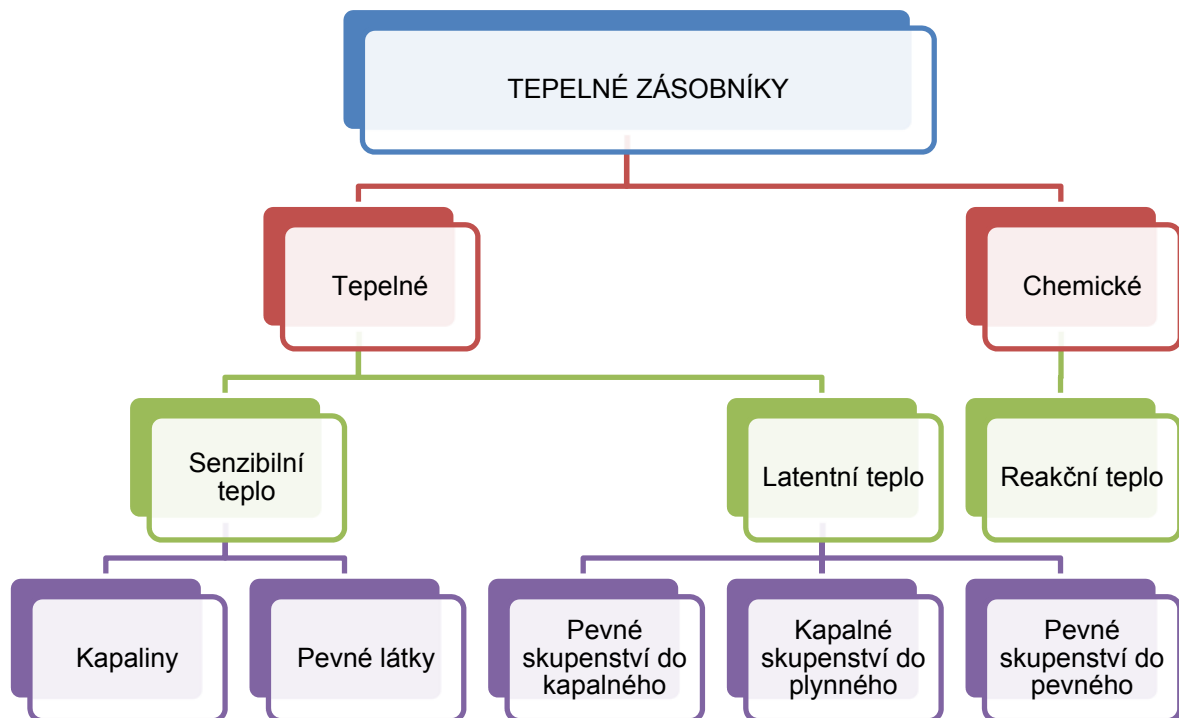 TEPELNÉ ZÁSOBNÍKY
Tepelné
Chemické
Senzibilní
teplo
Latentní teplo
Reakční teplo
Kapaliny
Pevné látky
Pevné
skupenství do
kapalného
Kapalné
skupenství do
plynného
Pevné
skupenství do
pevného